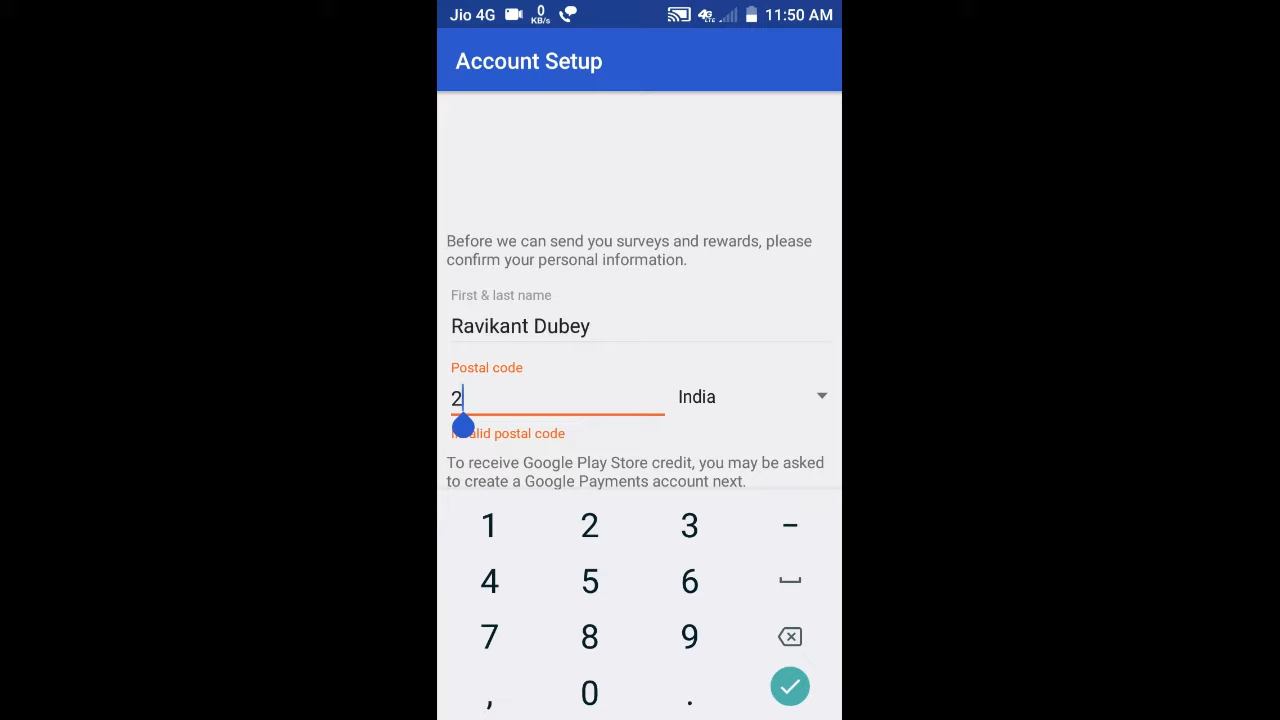 Jio 4G 0 KB/s 4G LTE 11:50 AM
Account Setup
Before we can send you surveys and rewards, please
confirm your personal information.
First & last name
Ravikant Dubey
Postal code
2 India
Invalid postal code
To receive Google Play Store credit, you may be asked
to create a Google Payments account next.
1 2 3 -
4 5 6
7 8 9
, 0 .